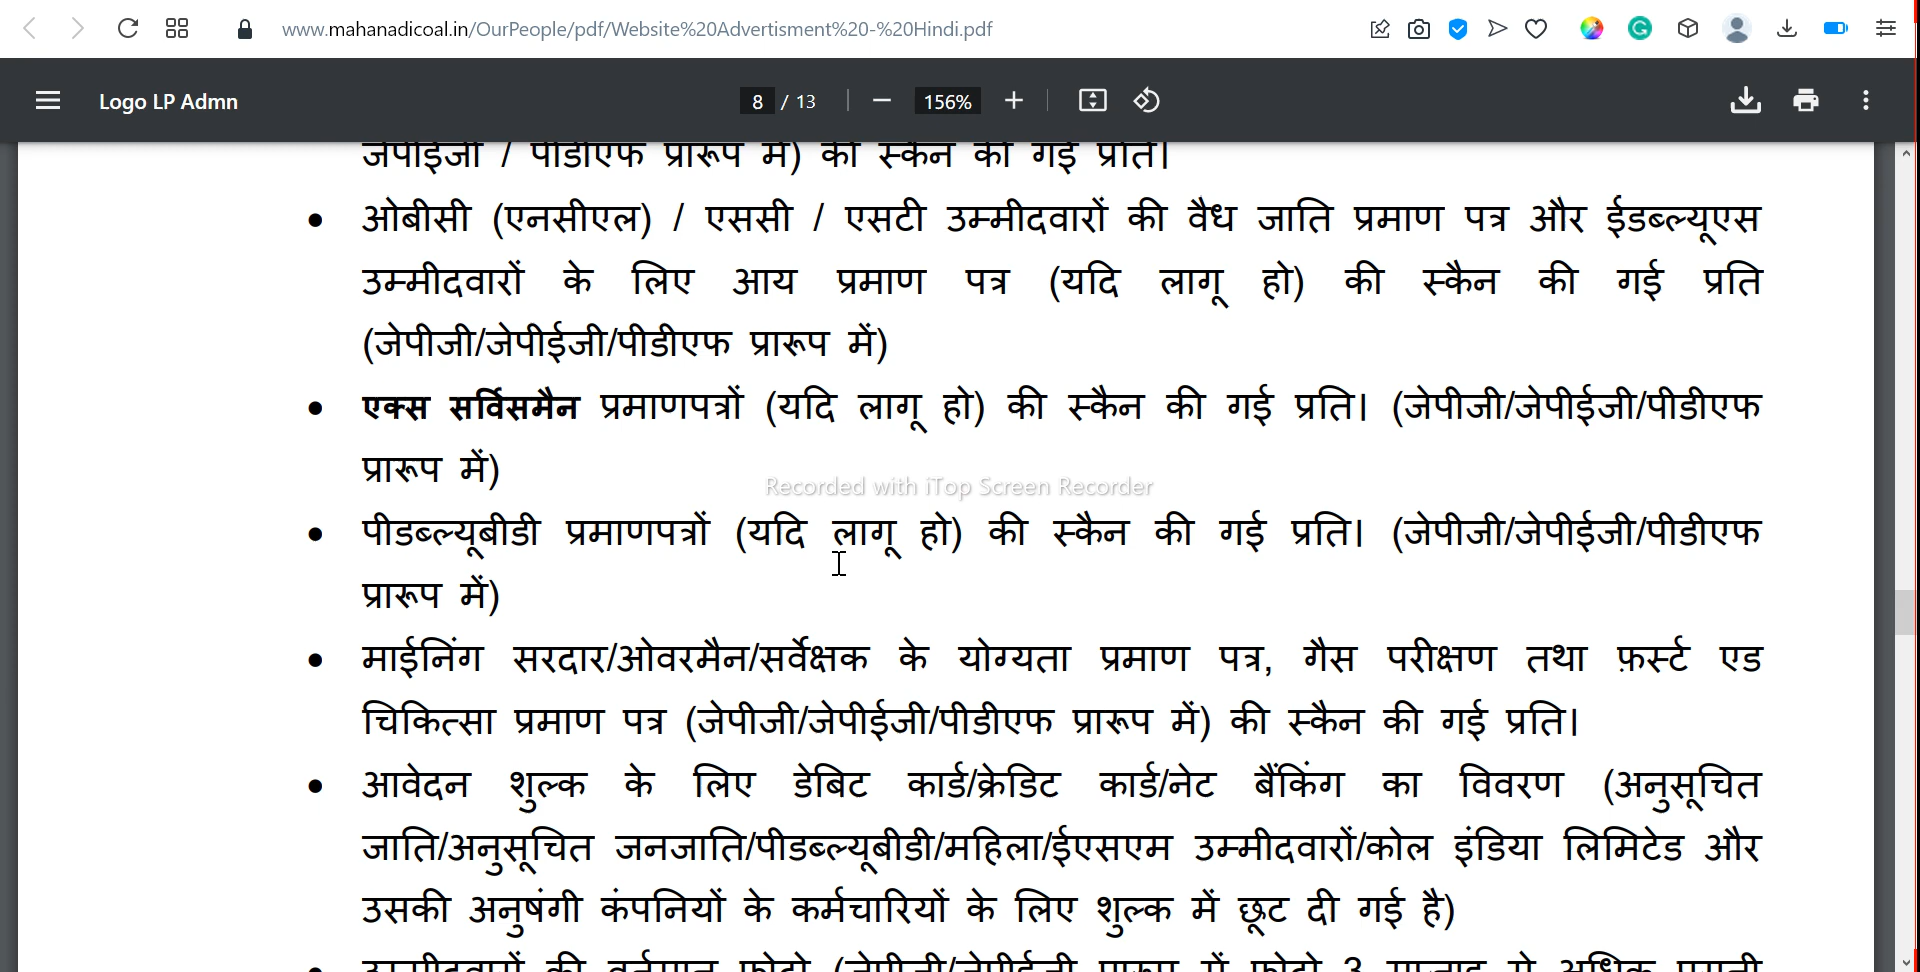 www.mahanadicoal.in/OurPeople/pdf/Website%20Advertisment%20-%20Hindi.pdf
Logo LP Admn 8 / 13 156%
जेपीईजी / पीडीएफ प्रारूप में) की स्कैन की गई प्रति।
• ओबीसी (एनसीएल) / एससी / एसटी उम्मीदवारों की वैध जाति प्रमाण पत्र और ईडब्ल्यूएस
उम्मीदवारों के लिए आय प्रमाण पत्र (यदि लागू हो) की स्कैन की गई प्रति
(जेपीजी/जेपीईजी/पीडीएफ प्रारूप में)
• एक्स सर्विसमैन प्रमाणपत्रों (यदि लागू हो) की स्कैन की गई प्रति। (जेपीजी/जेपीईजी/पीडीएफ
प्रारूप में)
Recorded with iTop Screen Recorder
• पीडब्ल्यूबीडी प्रमाणपत्रों (यदि लागू हो) की स्कैन की गई प्रति। (जेपीजी/जेपीईजी/पीडीएफ
प्रारूप में)
• माईनिंग सरदार/ओवरमैन/सर्वेक्षक के योग्यता प्रमाण पत्र, गैस परीक्षण तथा फ़र्स्ट एड
चिकित्सा प्रमाण पत्र (जेपीजी/जेपीईजी/पीडीएफ प्रारूप में) की स्कैन की गई प्रति।
• आवेदन शुल्क के लिए डेबिट कार्ड/क्रेडिट कार्ड/नेट बैंकिंग का विवरण (अनुसूचित
जाति/अनुसूचित जनजाति/पीडब्ल्यूबीडी/महिला/ईएसएम उम्मीदवारों/कोल इंडिया लिमिटेड और
उसकी अनुषंगी कंपनियों के कर्मचारियों के लिए शुल्क में छूट दी गई है)